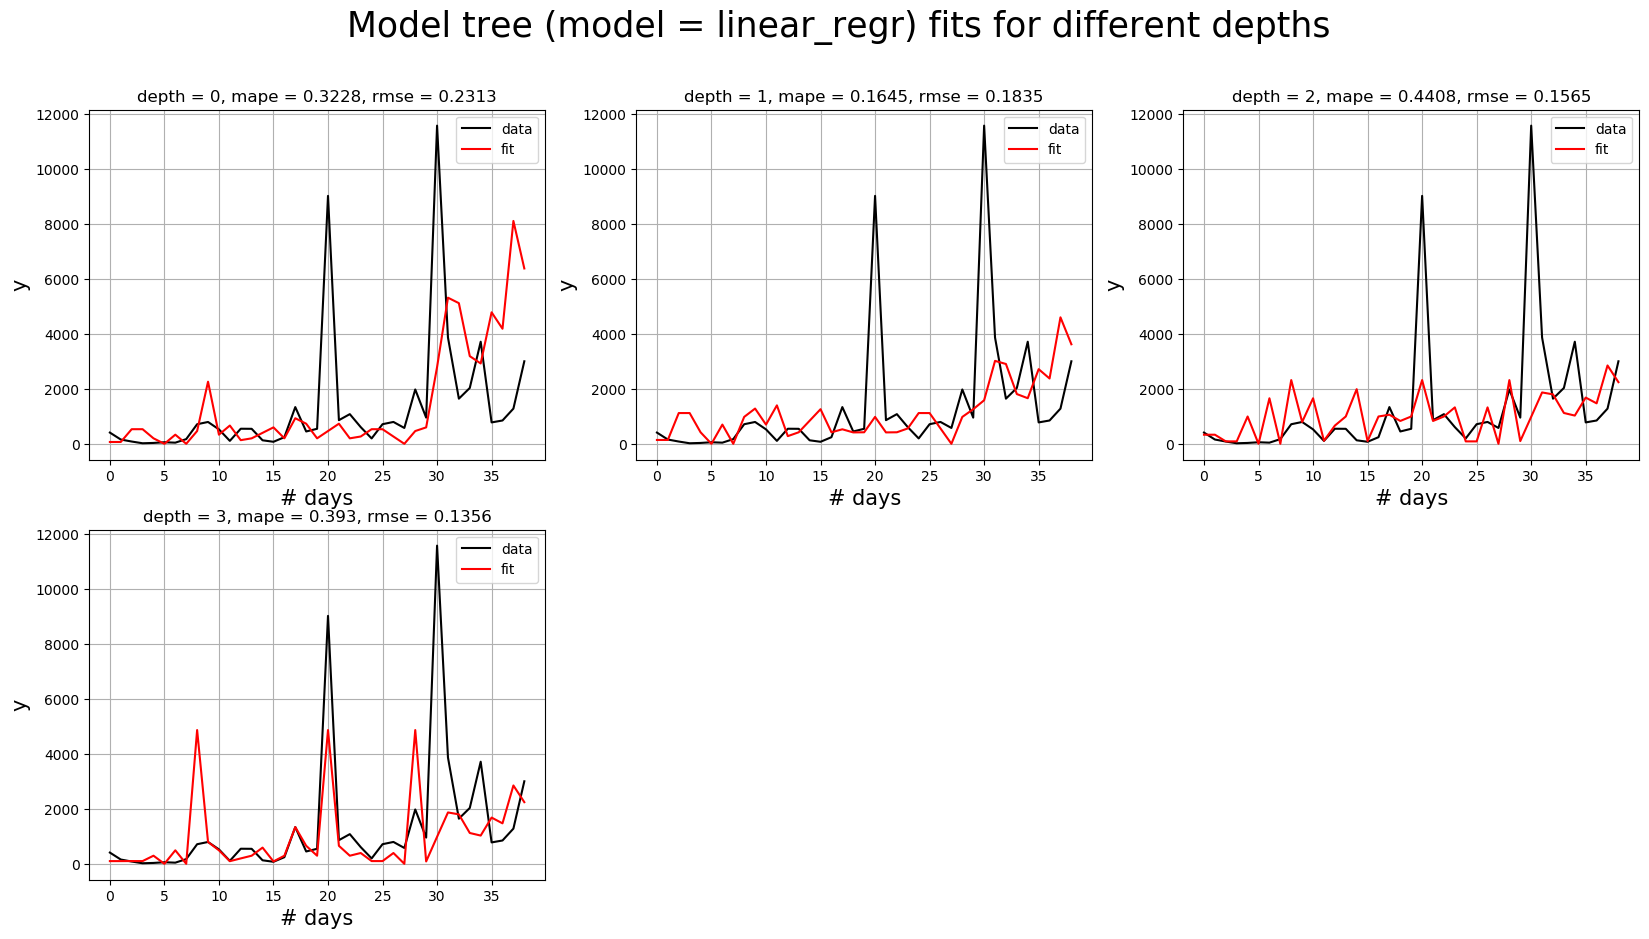 Model tree (model = linear_regr) fits for different depths
depth = 0, mape = 0.3228, rmse = 0.2313
12000
10000
8000
6000
4000
2000
0
y
data
fit
0 5 10 15 20 25 30 35
# days
depth = 1, mape = 0.1645, rmse = 0.1835
12000
10000
8000
6000
4000
2000
0
y
data
fit
0 5 10 15 20 25 30 35
# days
depth = 2, mape = 0.4408, rmse = 0.1565
12000
10000
8000
6000
4000
2000
0
y
data
fit
0 5 10 15 20 25 30 35
# days
depth = 3, mape = 0.393, rmse = 0.1356
12000
10000
8000
6000
4000
2000
0
y
data
fit
0 5 10 15 20 25 30 35
# days